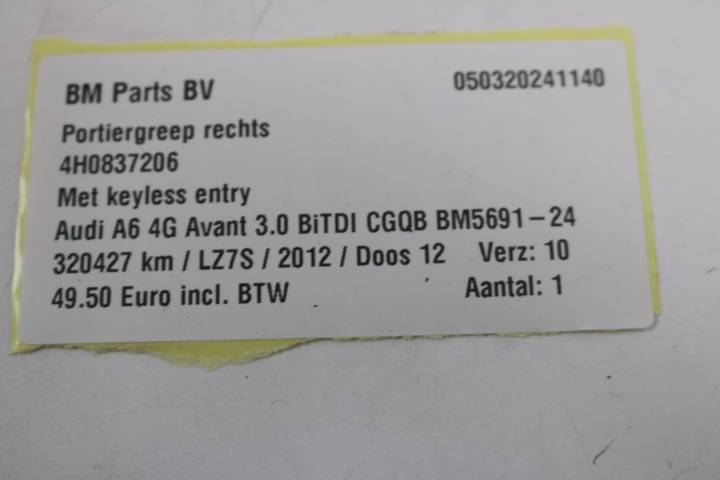 BM Parts BV 050320241140
Portiergreep rechts
4H0837206
Met keyless entry
Audi A6 4G Avant 3.0 BiTDI CGQB BM5691-24
320427 km / LZ7S / 2012 / Doos 12 Verz: 10
49.50 Euro incl. BTW Aantal: 1